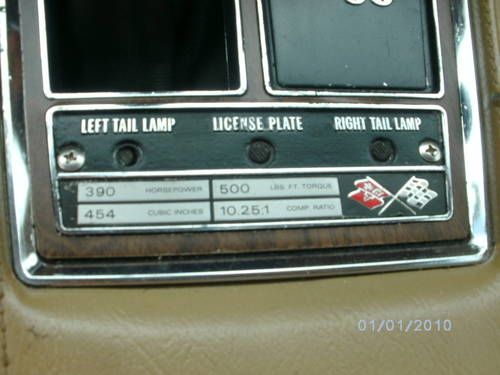 LEFT TAIL LAMP LICENSE PLATE RIGHT TAIL LAMP
390 HORSEPOWER 500 LBS. FT. TORQUE
454 CUBIC INCHES 10.25:1 COMP. RATIO
01/01/2010